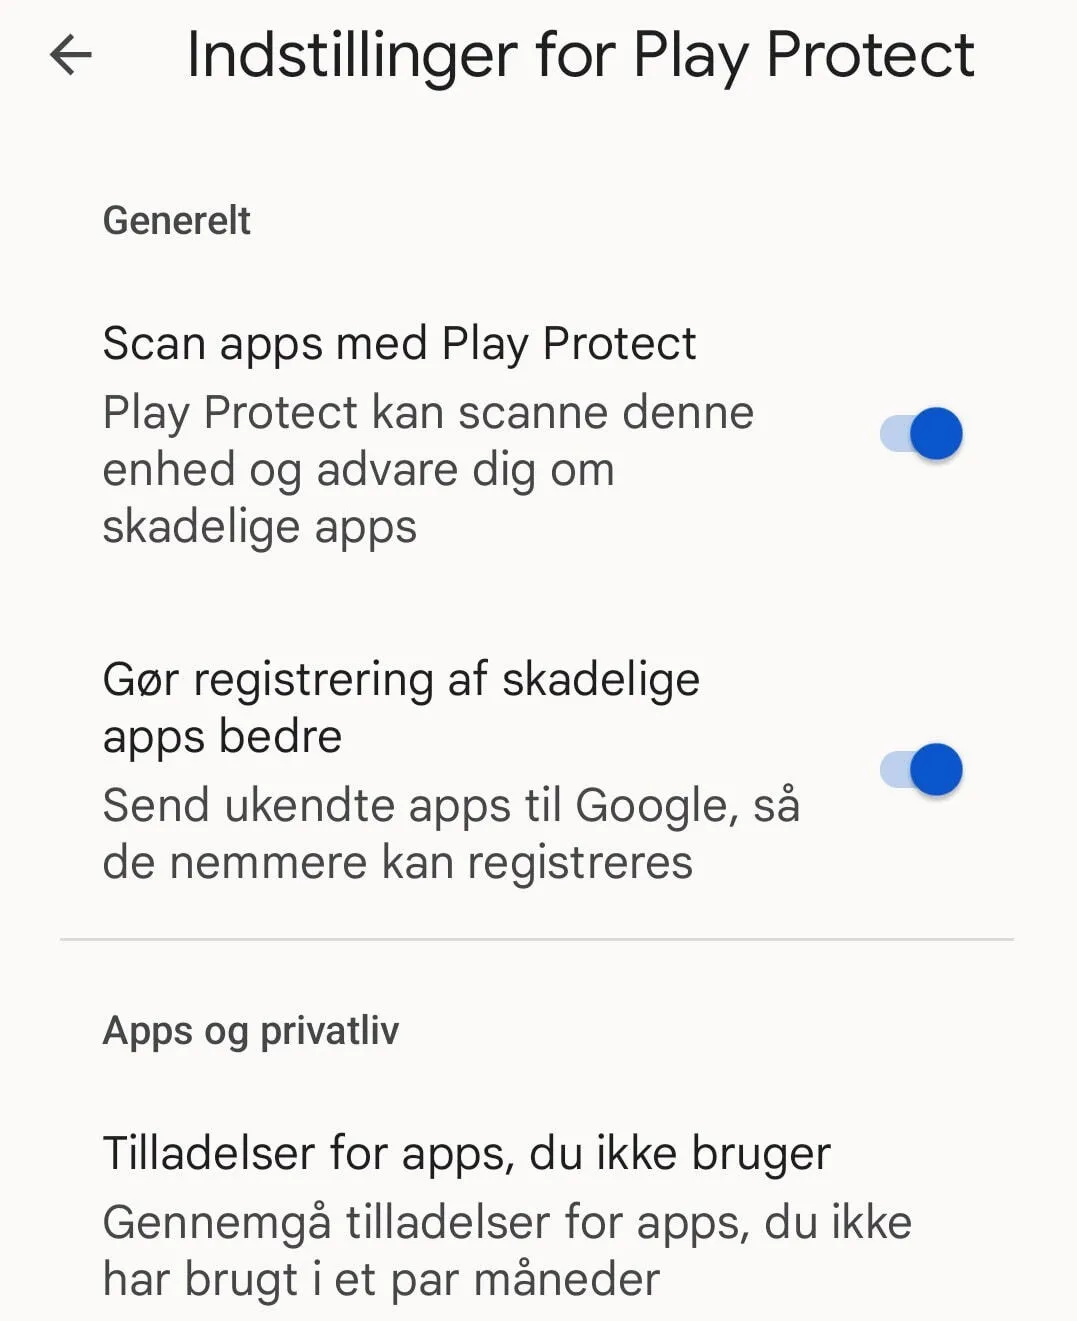 Indstillinger for Play Protect
Generelt
Scan apps med Play Protect
Play Protect kan scanne denne
enhed og advare dig om
skadelige apps
Gør registrering af skadelige
apps bedre
Send ukendte apps til Google, så
de nemmere kan registreres
Apps og privatliv
Tilladelser for apps, du ikke bruger
Gennemgå tilladelser for apps, du ikke
har brugt i et par måneder